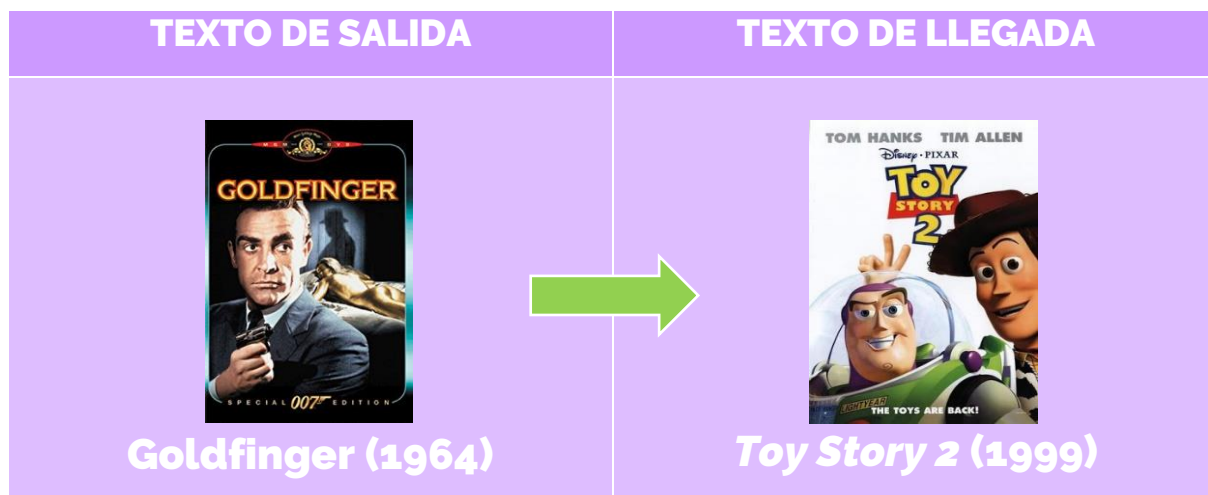 TEXTO DE SALIDA
TEXTO DE LLEGADA
GOLDFINGER
SPECIAL 007 EDITION
Goldfinger (1964)
TOM HANKS TIM ALLEN
Disney · PIXAR
TOY
STORY
2
LIGHTYEAR
THE TOYS ARE BACK!
Toy Story 2 (1999)